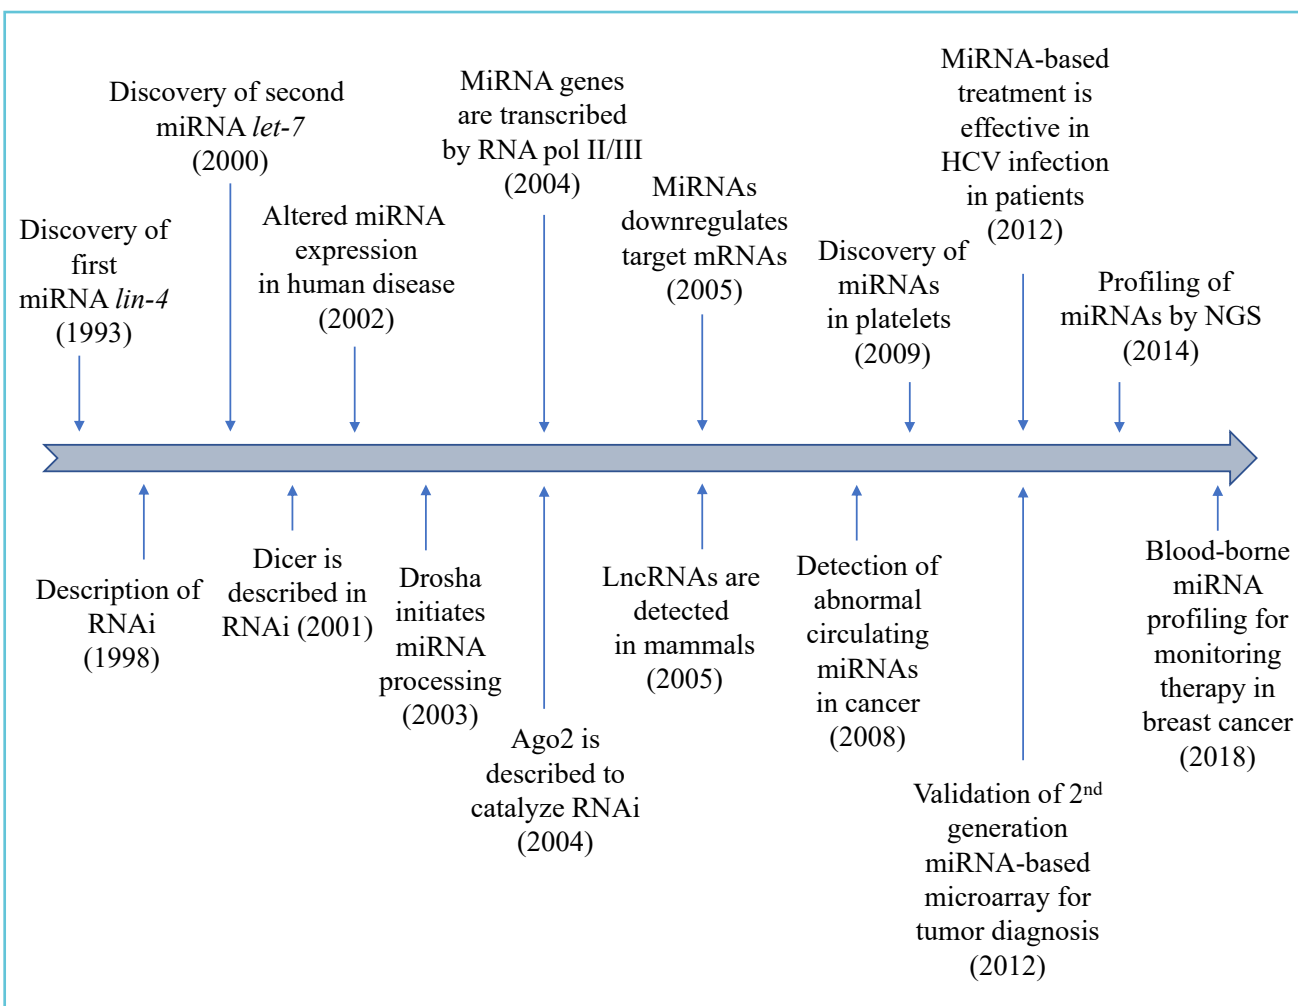 Discovery of
first
miRNA lin-4
(1993)
Discovery of second
miRNA let-7
(2000)
Altered miRNA
expression
in human disease
(2002)
MiRNA genes
are transcribed
by RNA pol II/III
(2004)
MiRNAs
downregulates
target mRNAs
(2005)
Discovery of
miRNAs
in platelets
(2009)
MiRNA-based
treatment is
effective in
HCV infection
in patients
(2012)
Profiling of
miRNAs by NGS
(2014)
Description of
RNAi
(1998)
Dicer is
described in
RNAi (2001)
Drosha
initiates
miRNA
processing
(2003)
Ago2 is
described to
catalyze RNAi
(2004)
LncRNAs are
detected
in mammals
(2005)
Detection of
abnormal
circulating
miRNAs
in cancer
(2008)
Validation of 2nd
generation
miRNA-based
microarray for
tumor diagnosis
(2012)
Blood-borne
miRNA
profiling for
monitoring
therapy in
breast cancer
(2018)